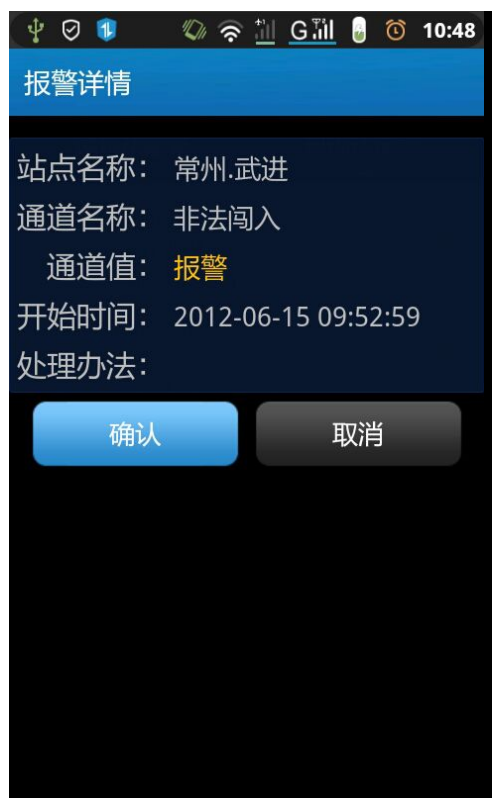 G 10:48
报警详情
站点名称： 常州.武进
通道名称： 非法闯入
通道值： 报警
开始时间： 2012-06-15 09:52:59
处理办法：
确认 取消